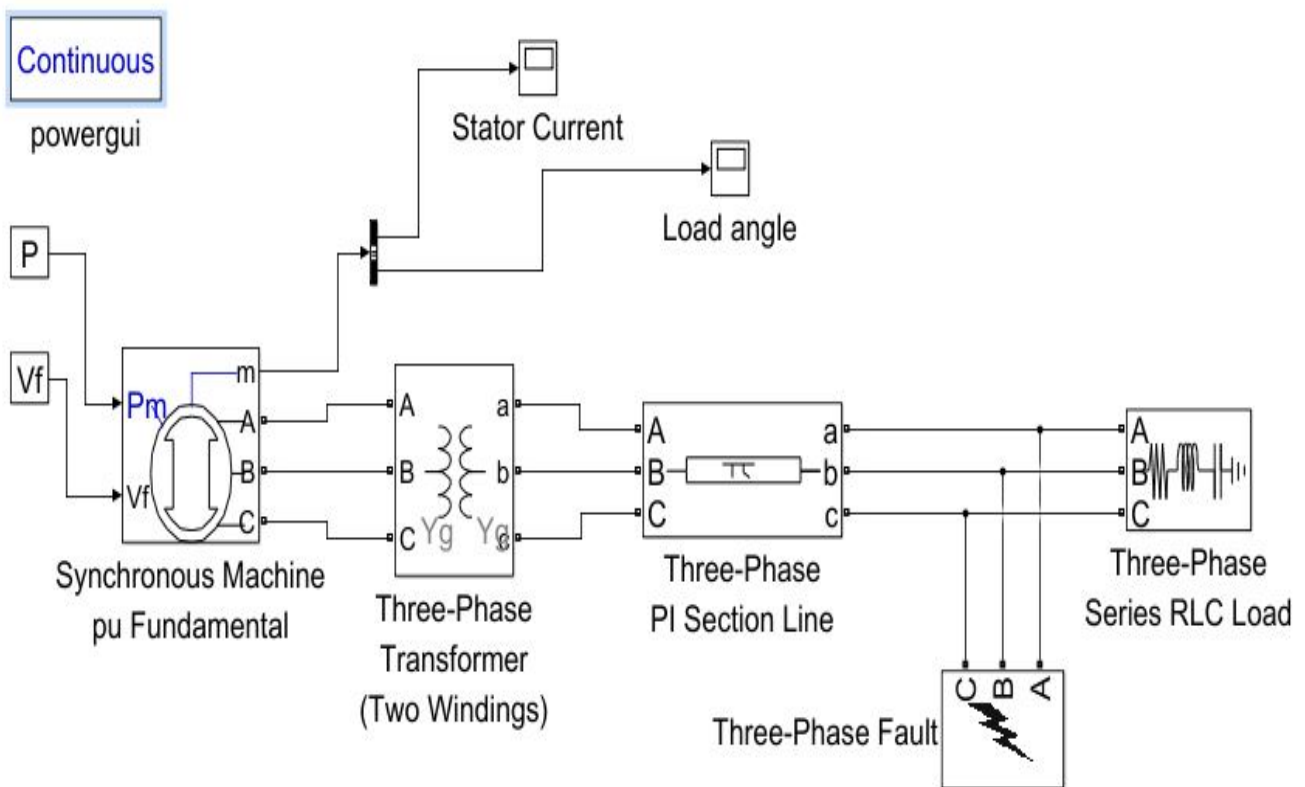 Continuous
powergui
Stator Current
Load angle
P
Vf
Pm
Vf
m
A
B
C
Synchronous Machine
pu Fundamental
A
B
C
a
b
c
Yg Yg
Three-Phase
Transformer
(Two Windings)
A
B
C
a
b
c
Three-Phase
PI Section Line
A
B
C
Three-Phase
Series RLC Load
C B A
Three-Phase Fault